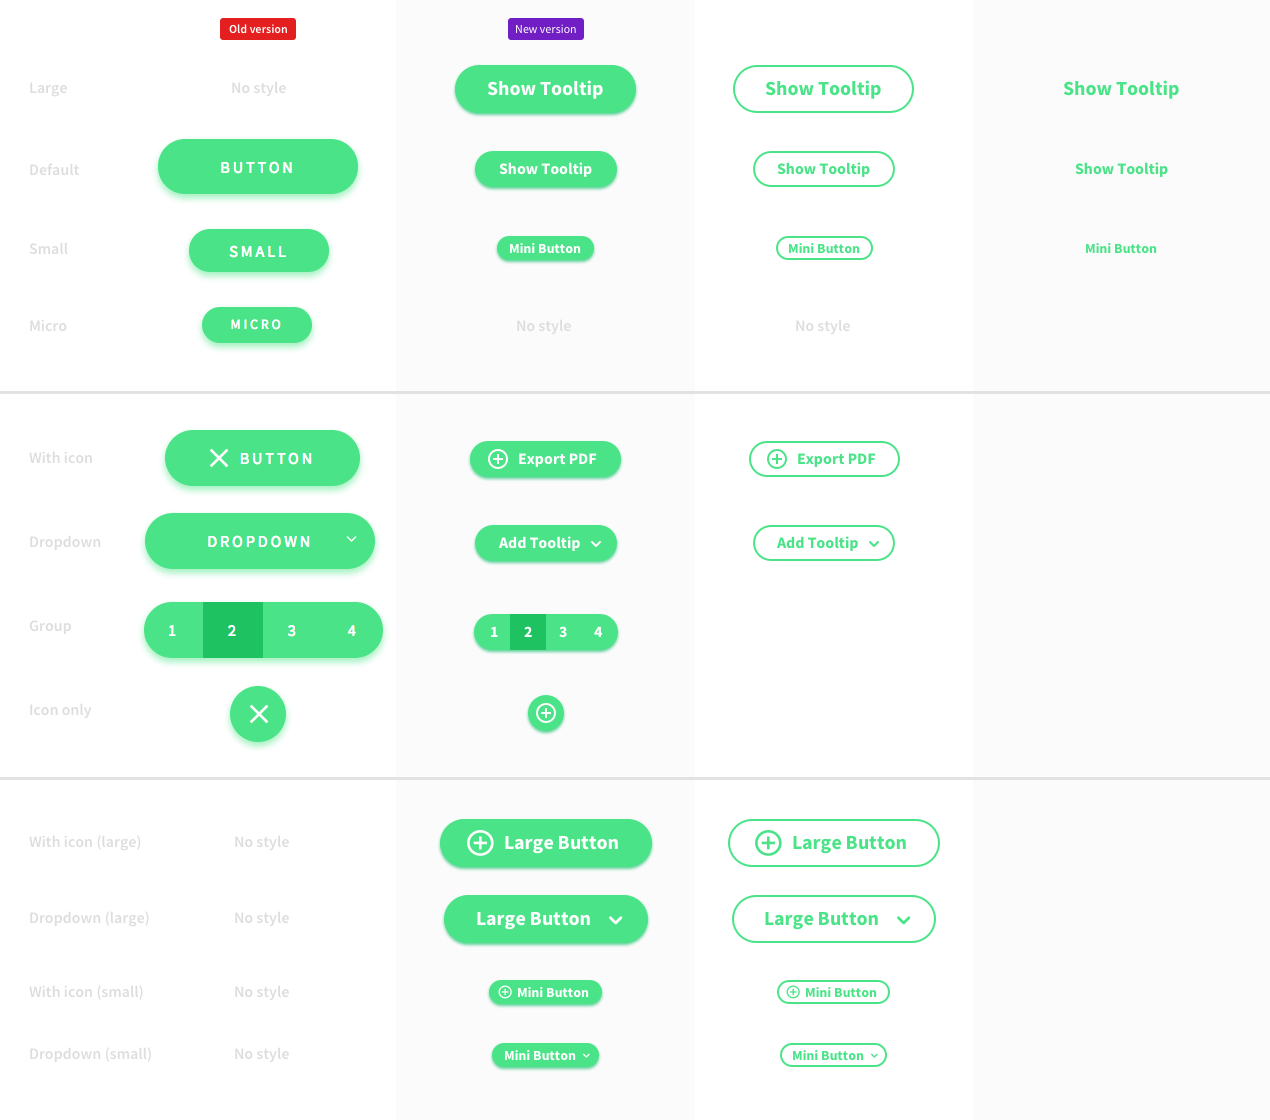 Old version
New version
Large
No style
Show Tooltip
Show Tooltip
Show Tooltip
Default
BUTTON
Show Tooltip
Show Tooltip
Show Tooltip
Small
SMALL
Mini Button
Mini Button
Mini Button
Micro
MICRO
No style
No style
With icon
BUTTON
Export PDF
Export PDF
Dropdown
DROPDOWN
Add Tooltip
Add Tooltip
Group
1 2 3 4
1 2 3 4
Icon only
With icon (large)
No style
Large Button
Large Button
Dropdown (large)
No style
Large Button
Large Button
With icon (small)
No style
Mini Button
Mini Button
Dropdown (small)
No style
Mini Button
Mini Button